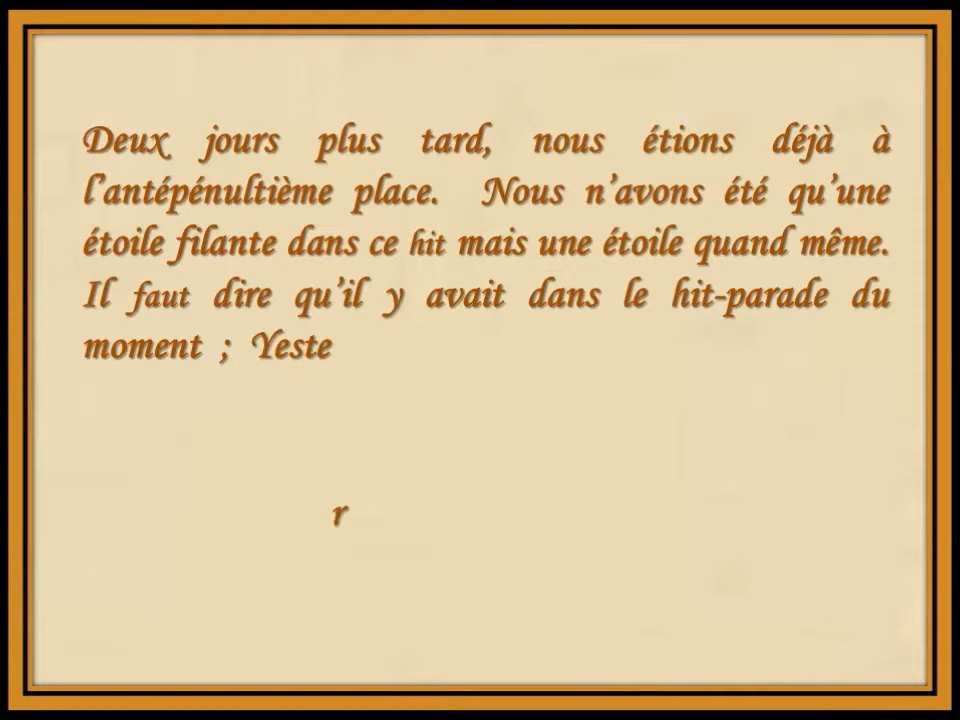 Deux jours plus tard, nous étions déjà à
l’antépénultième place. Nous n’avons été qu’une
étoile filante dans ce hit mais une étoile quand même.
Il faut dire qu’il y avait dans le hit-parade du
moment ; Yeste
r